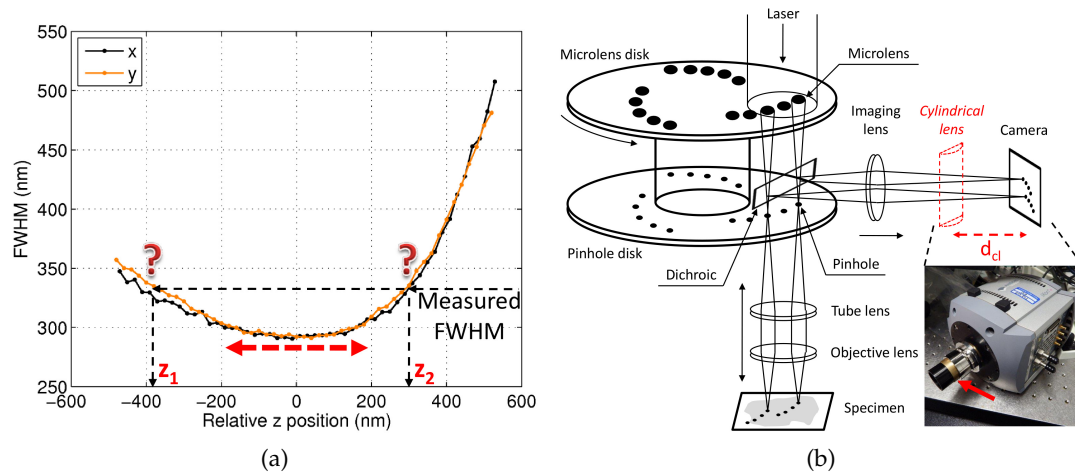 (a)
550
500
450
400
350
300
250
FWHM (nm)
x
y
?
?
Measured
FWHM
z1
z2
−600
−400
−200
0
200
400
600
Relative z position (nm)
(b)
Laser
Microlens disk
Microlens
Imaging
lens
Cylindrical
lens
Camera
dcl
Pinhole disk
Dichroic
Pinhole
Tube lens
Objective lens
Specimen
(a)
(b)